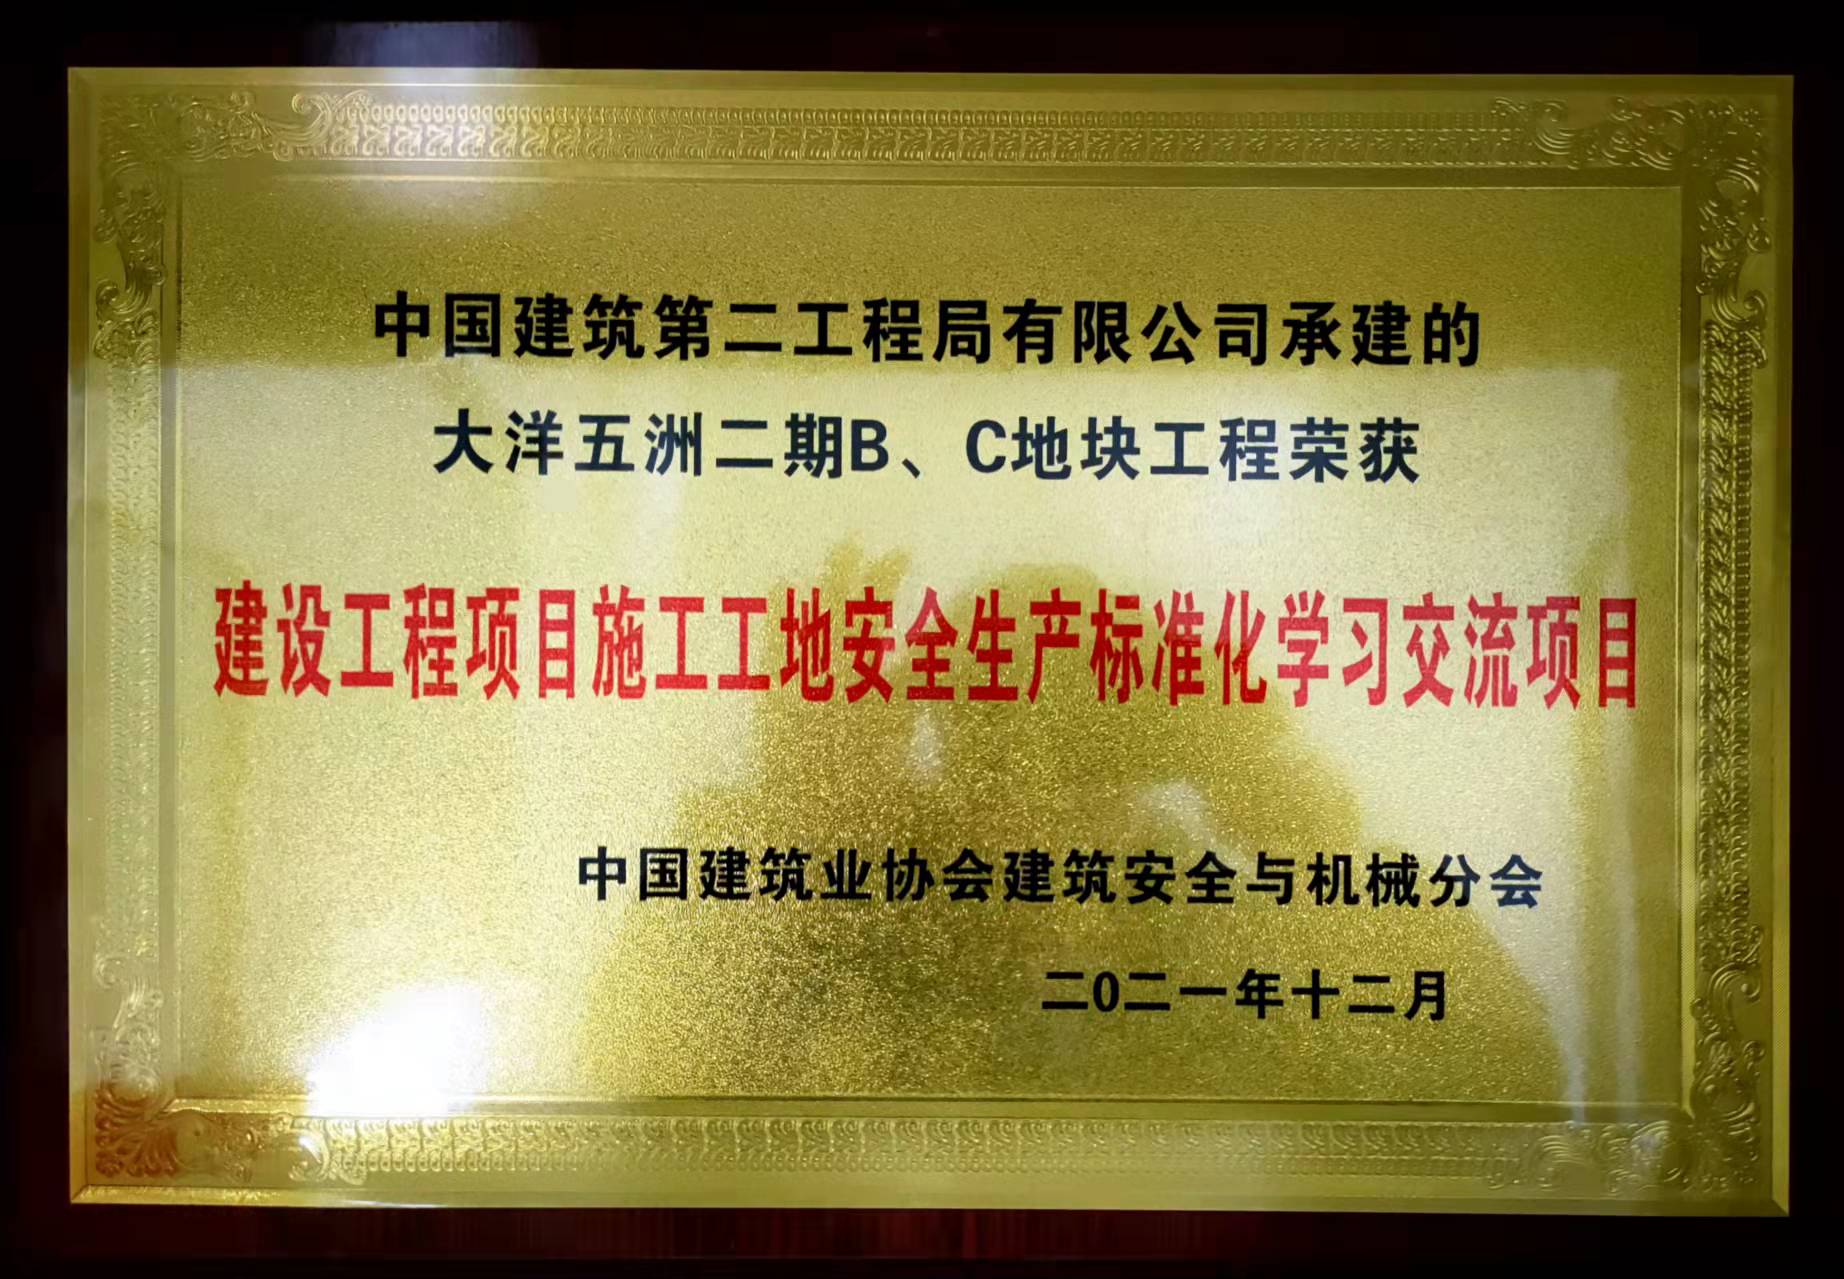 中国建筑第二工程局有限公司承建的
大洋五洲二期B、C地块工程荣获
建设工程项目施工工地安全生产标准化学习交流项目
中国建筑业协会建筑安全与机械分会
二0二一年十二月